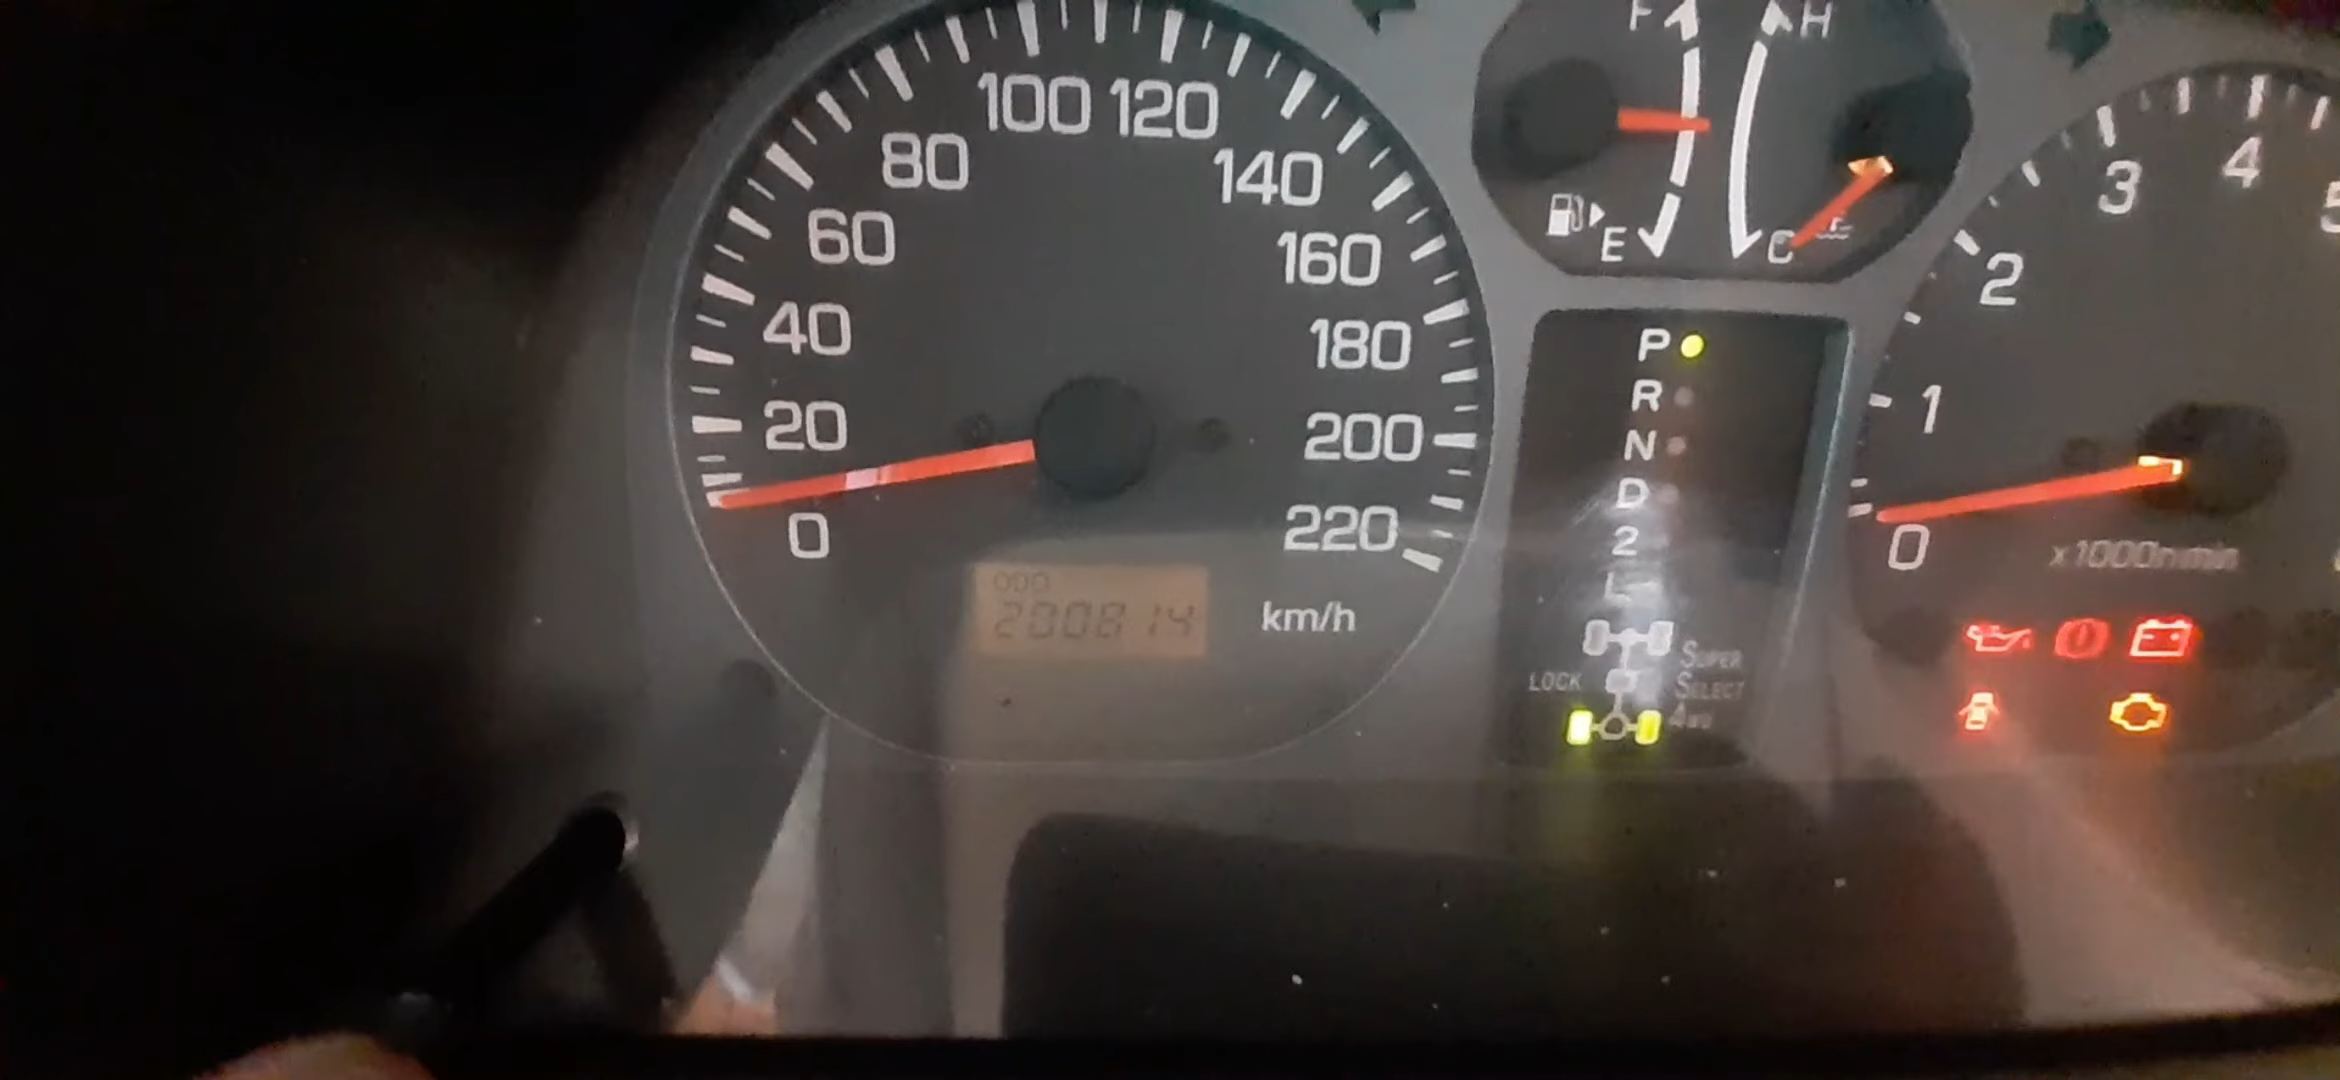 100 120
80 140
60 160
40 180
20 200
0 220
ODO
200814
km/h
F H
E C
P
R
N
D
2
L
SUPER
LOCK SELECT
4WD
3 4 5
2
1
0
x1000r/min